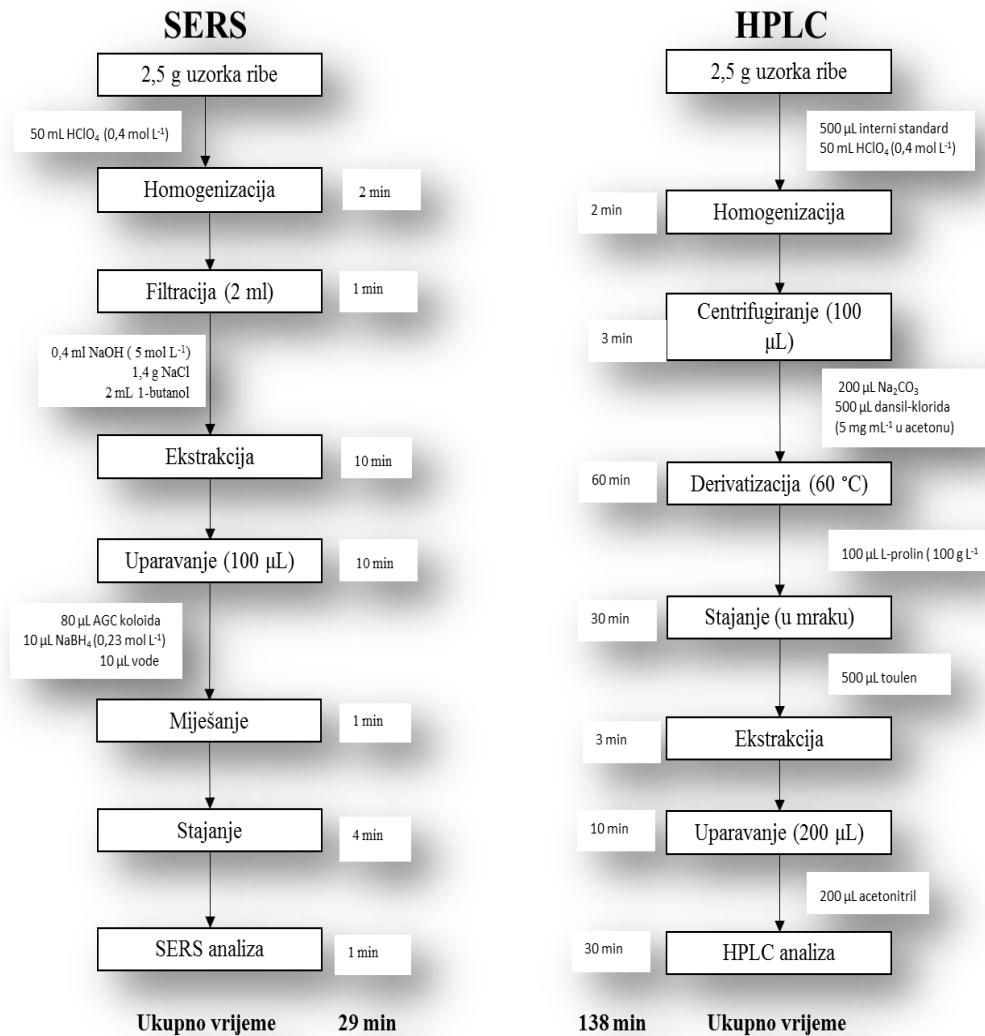 SERS
2,5 g uzorka ribe
50 mL HClO₄ (0,4 mol L⁻¹)
Homogenizacija
2 min
Filtracija (2 ml)
1 min
0,4 ml NaOH ( 5 mol L⁻¹)
1,4 g NaCl
2 mL 1-butanol
Ekstrakcija
10 min
Uparavanje (100 μL)
10 min
80 μL AGC koloida
10 μL NaBH₄ (0,23 mol L⁻¹)
10 μL vode
Miješanje
1 min
Stajanje
4 min
SERS analiza
1 min
Ukupno vrijeme 29 min
HPLC
2,5 g uzorka ribe
500 μL interni standard
50 mL HClO₄ (0,4 mol L⁻¹)
2 min
Homogenizacija
Centrifugiranje (100
μL)
3 min
200 μL Na₂CO₃
500 μL dansil-klorida
(5 mg mL⁻¹ u acetonu)
60 min
Derivatizacija (60 °C)
100 μL L-prolin ( 100 g L⁻¹
30 min
Stajanje (u mraku)
500 μL toulen
3 min
Ekstrakcija
10 min
Uparavanje (200 μL)
200 μL acetonitril
30 min
HPLC analiza
138 min Ukupno vrijeme